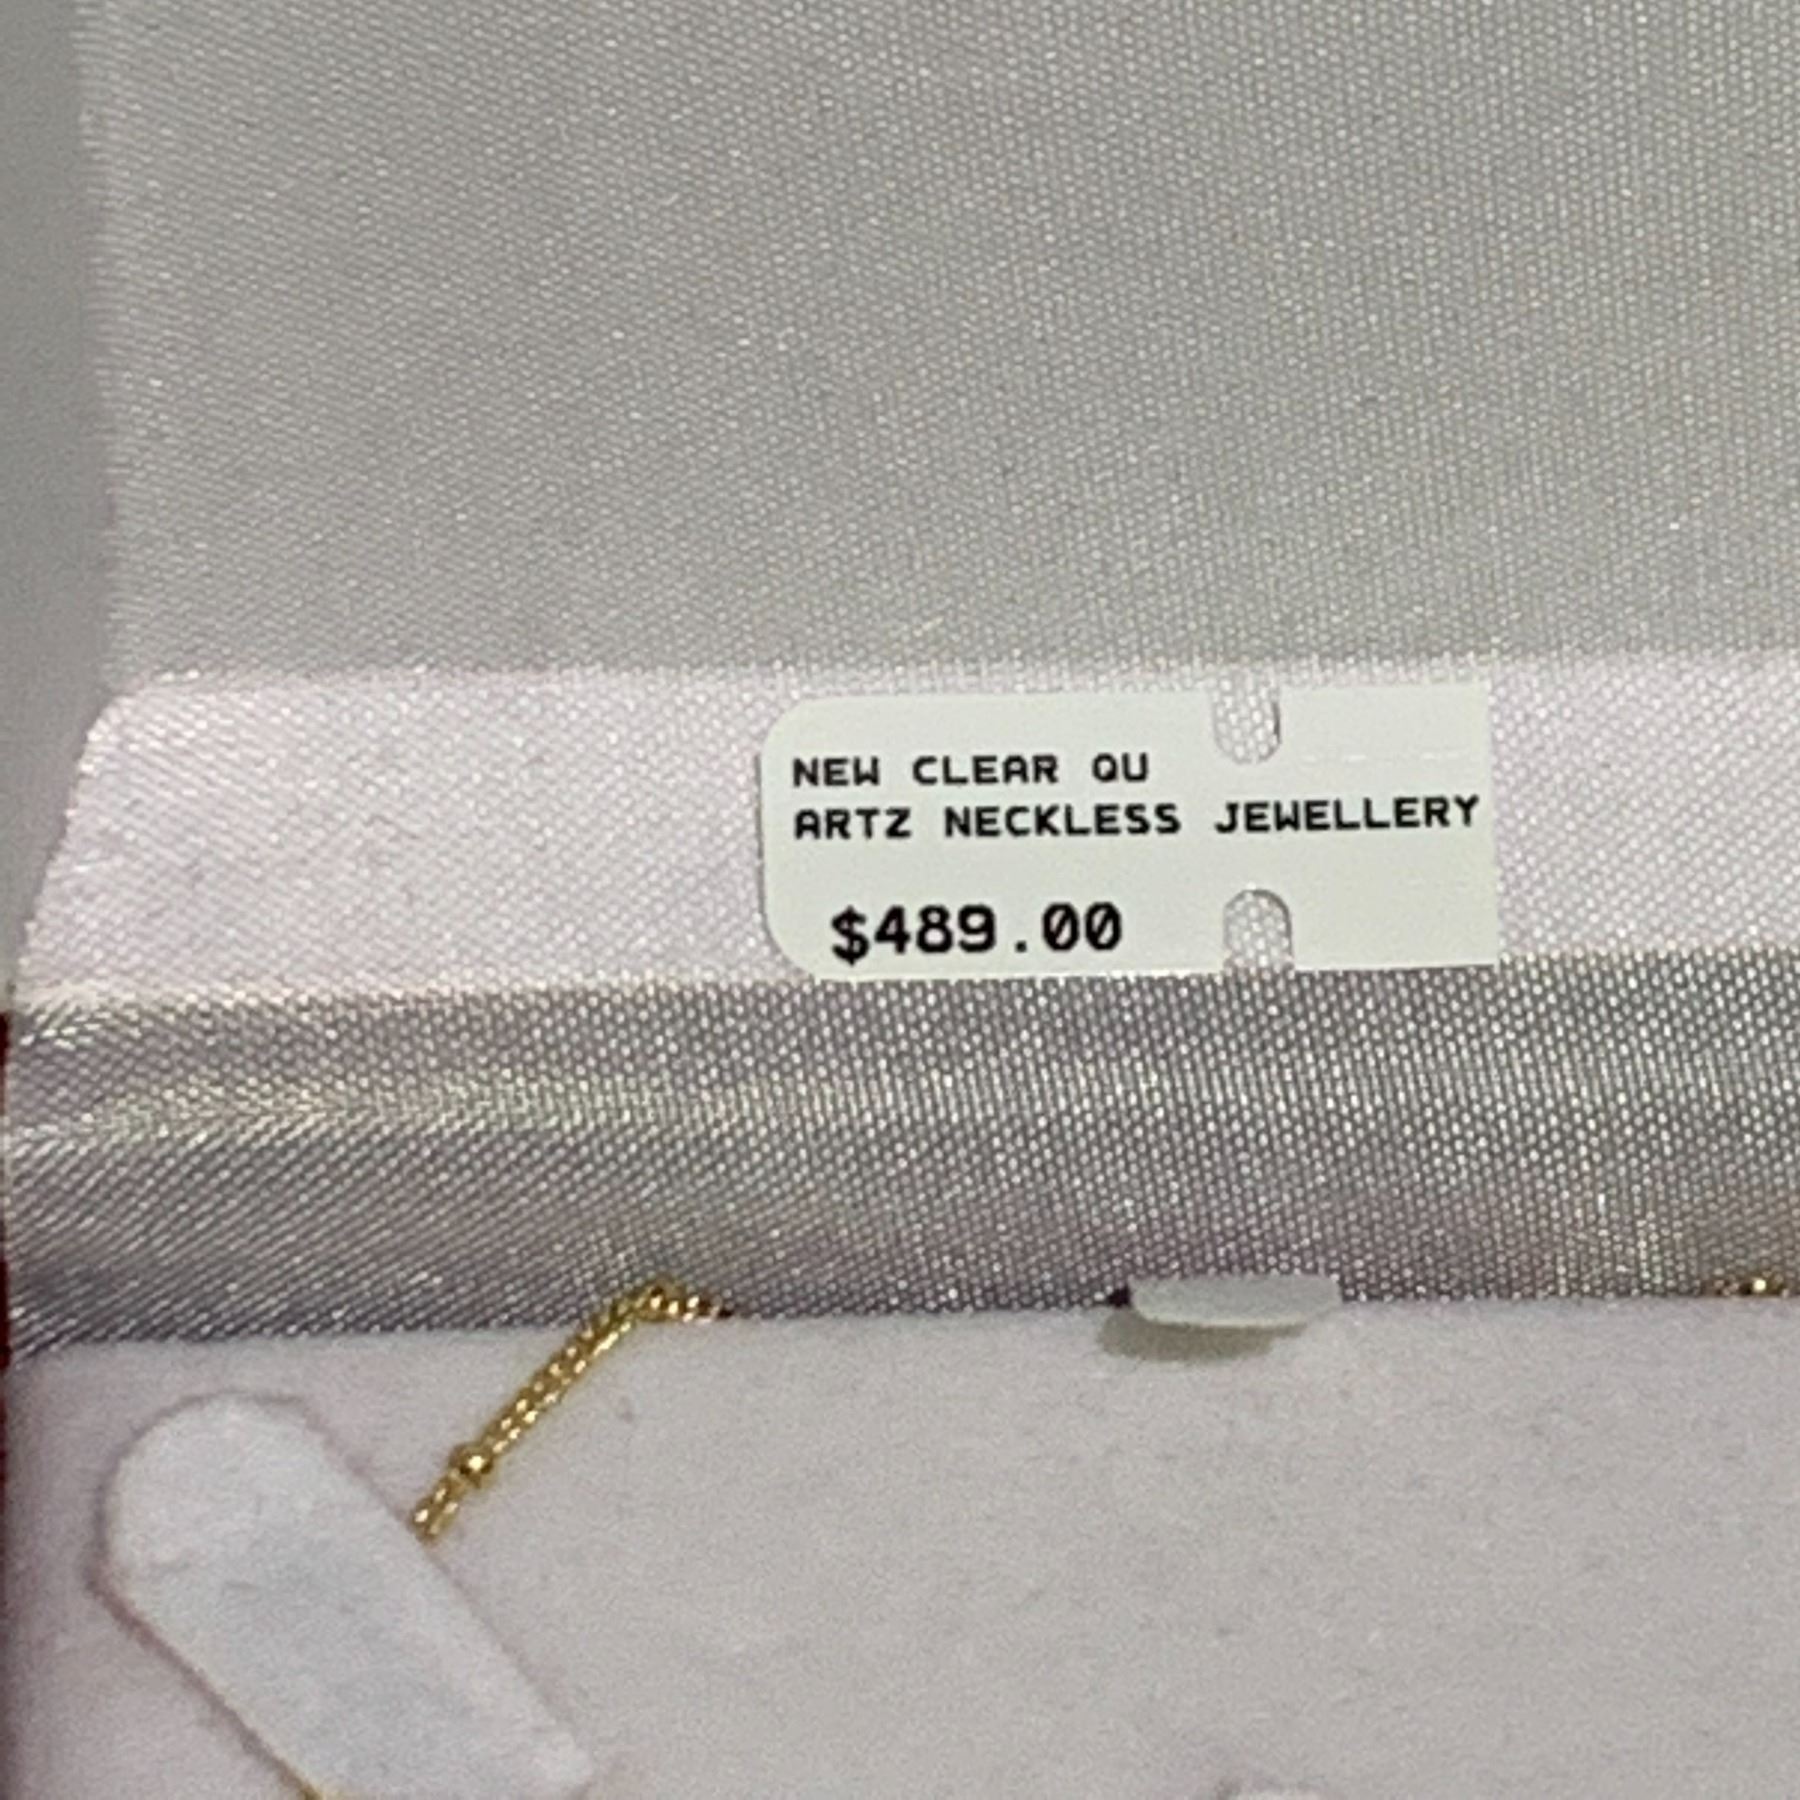 NEW CLEAR QU
ARTZ NECKLESS JEWELLERY
$489.00